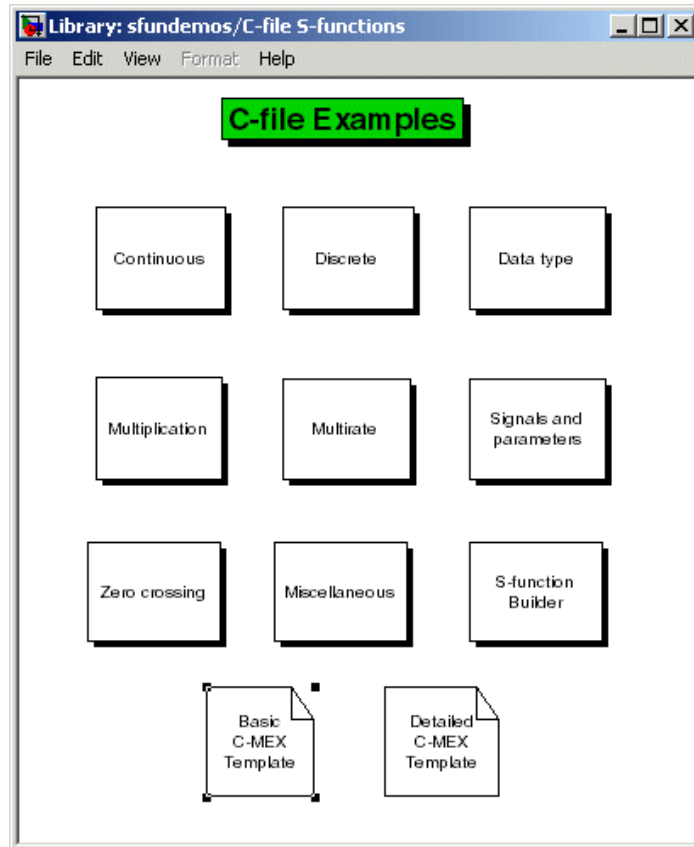 Library: sfundemos/C-file S-functions
File Edit View Format Help
C-file Examples
Continuous
Discrete
Data type
Multiplication
Multirate
Signals and
parameters
Zero crossing
Miscellaneous
S-function
Builder
Basic
C-MEX
Template
Detailed
C-MEX
Template